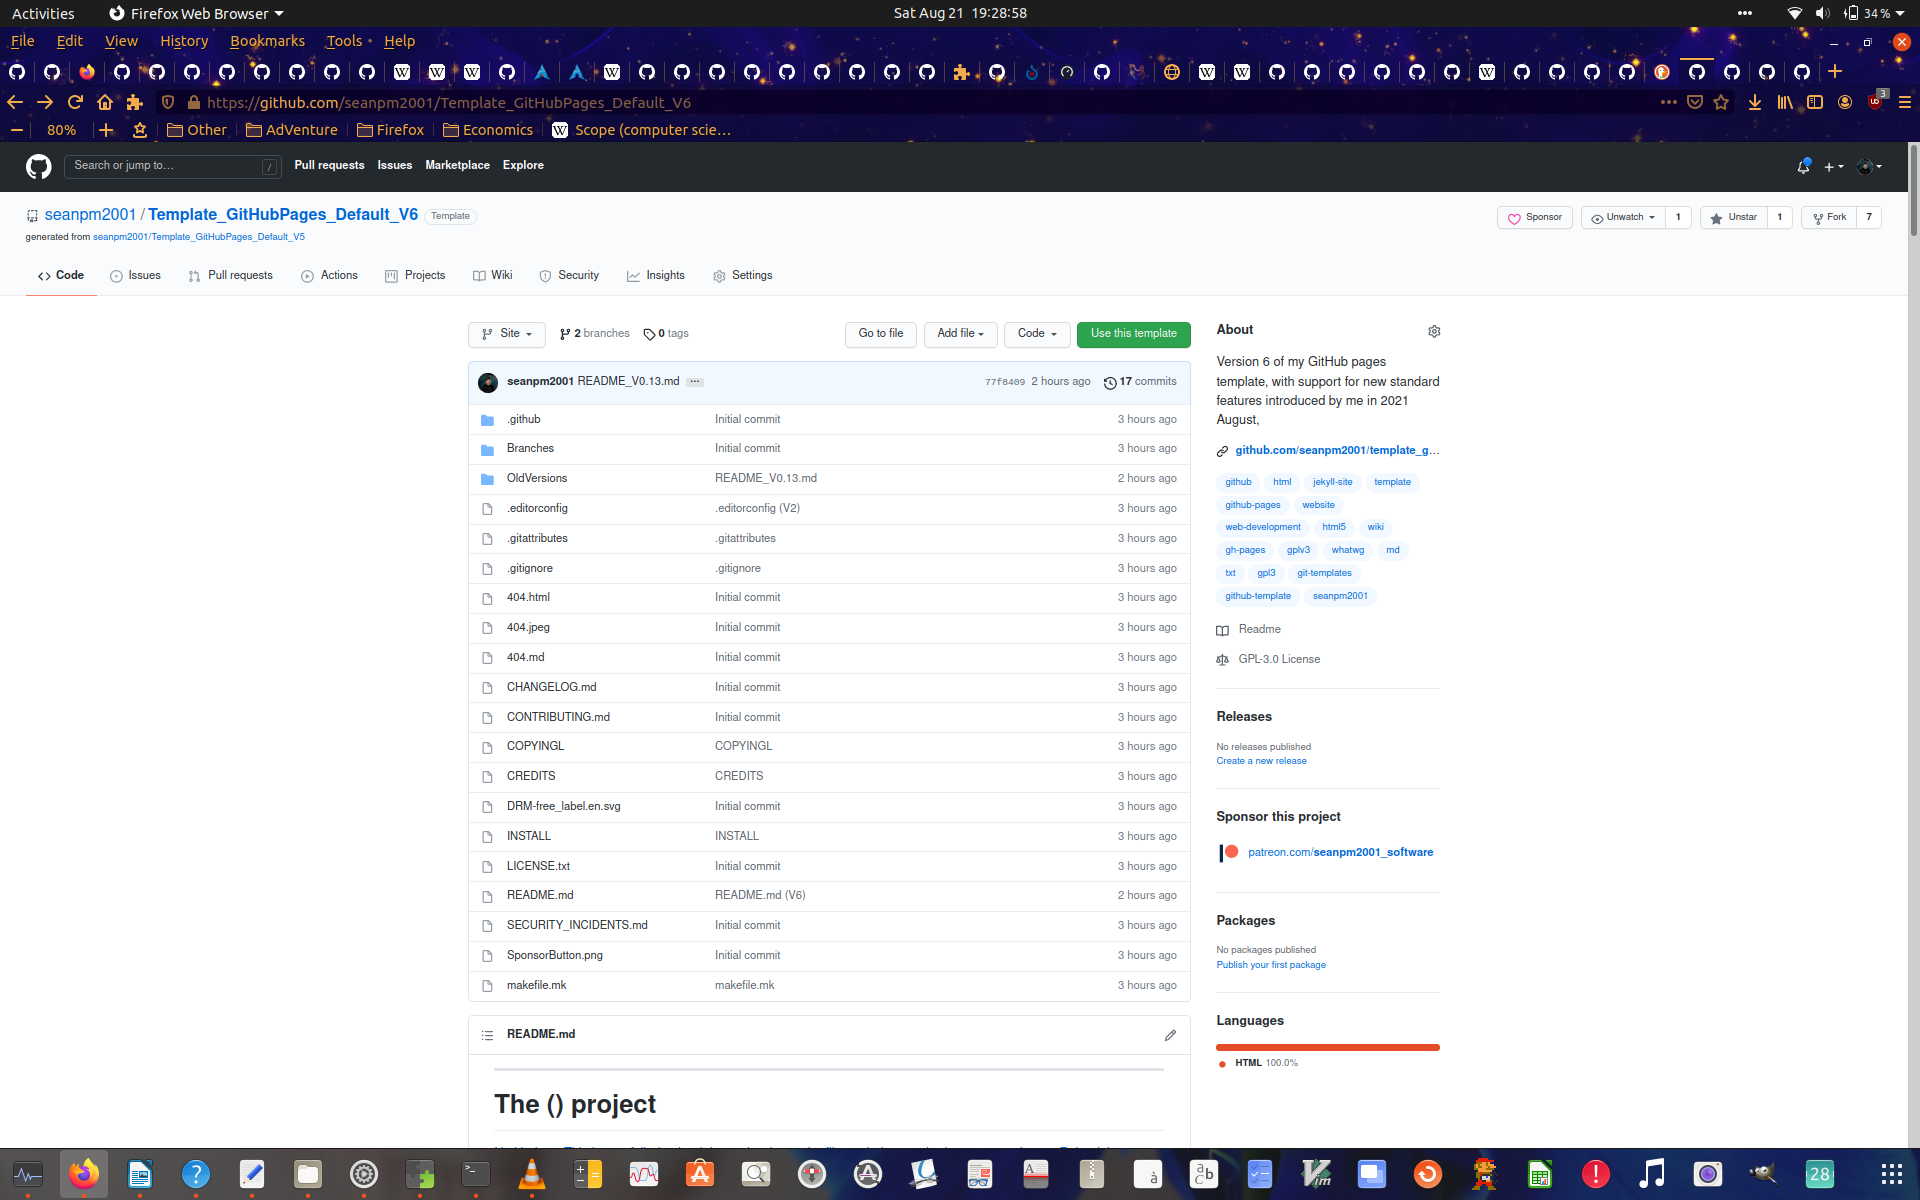 Activities Firefox Web Browser Sat Aug 21 19:28:58 34%
File Edit View History Bookmarks Tools Help
https://github.com/seanpm2001/Template_GitHubPages_Default_V6 3
80% Other AdVenture Firefox Economics Scope (computer scie…
Search or jump to… / Pull requests Issues Marketplace Explore
seanpm2001 / Template_GitHubPages_Default_V6 Template
Sponsor Unwatch 1 Unstar 1 Fork 7
generated from seanpm2001/Template_GitHubPages_Default_V5
Code Issues Pull requests Actions Projects Wiki Security Insights Settings
Site 2 branches 0 tags Go to file Add file Code Use this template
seanpm2001 README_V0.13.md ... 77f8409 2 hours ago 17 commits
.github Initial commit 3 hours ago
Branches Initial commit 3 hours ago
OldVersions README_V0.13.md 2 hours ago
.editorconfig .editorconfig (V2) 3 hours ago
.gitattributes .gitattributes 3 hours ago
.gitignore .gitignore 3 hours ago
404.html Initial commit 3 hours ago
404.jpeg Initial commit 3 hours ago
404.md Initial commit 3 hours ago
CHANGELOG.md Initial commit 3 hours ago
CONTRIBUTING.md Initial commit 3 hours ago
COPYINGL COPYINGL 3 hours ago
CREDITS CREDITS 3 hours ago
DRM-free_label.en.svg Initial commit 3 hours ago
INSTALL INSTALL 3 hours ago
LICENSE.txt Initial commit 3 hours ago
README.md README.md (V6) 2 hours ago
SECURITY_INCIDENTS.md Initial commit 3 hours ago
SponsorButton.png Initial commit 3 hours ago
makefile.mk makefile.mk 3 hours ago
README.md
The () project
About
Version 6 of my GitHub pages
template, with support for new standard
features introduced by me in 2021
August,
github.com/seanpm2001/template_g…
github html jekyll-site template
github-pages website
web-development html5 wiki
gh-pages gplv3 whatwg md
txt gpl3 git-templates
github-template seanpm2001
Readme
GPL-3.0 License
Releases
No releases published
Create a new release
Sponsor this project
patreon.com/seanpm2001_software
Packages
No packages published
Publish your first package
Languages
HTML 100.0%
28